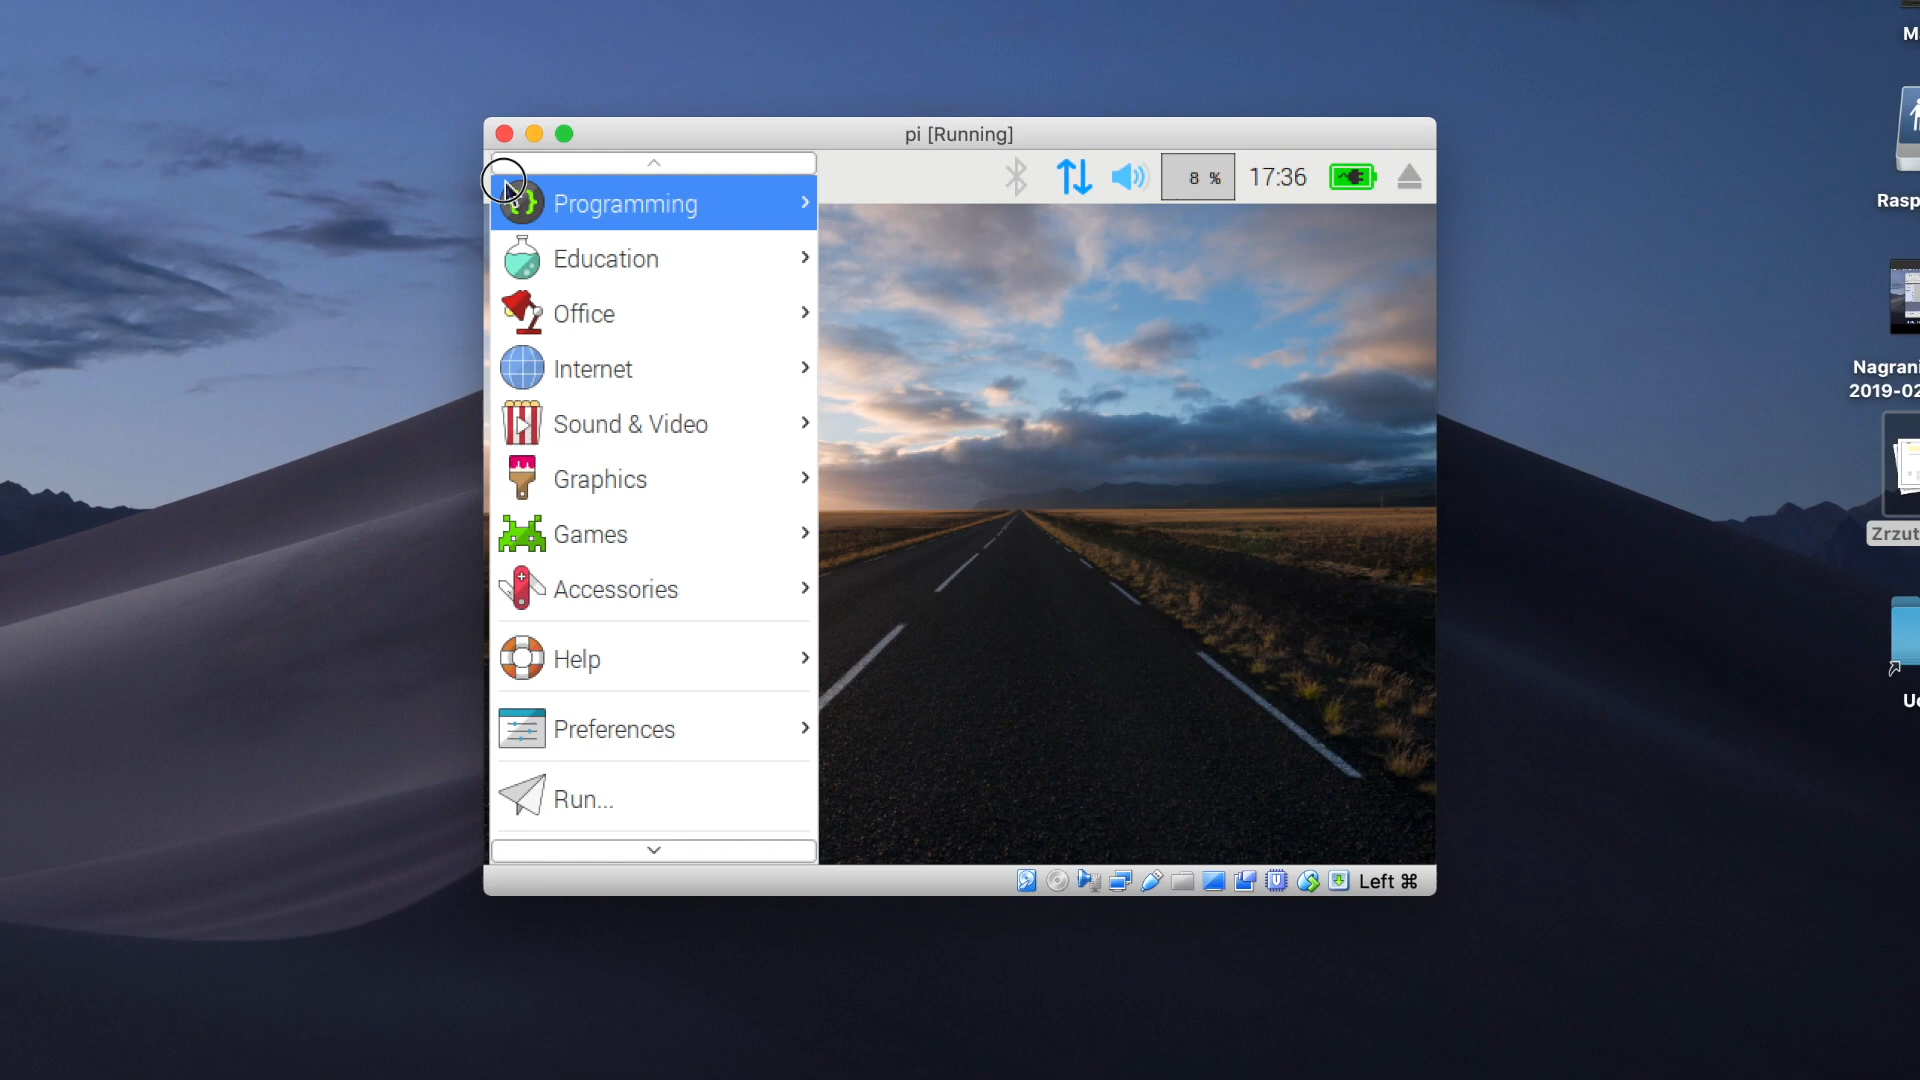 pi [Running]
8 %
17:36
Programming
Education
Office
Internet
Sound & Video
Graphics
Games
Accessories
Help
Preferences
Run...
Left ⌘
M
Rasp
Nagrani
2019-02
Zrzut